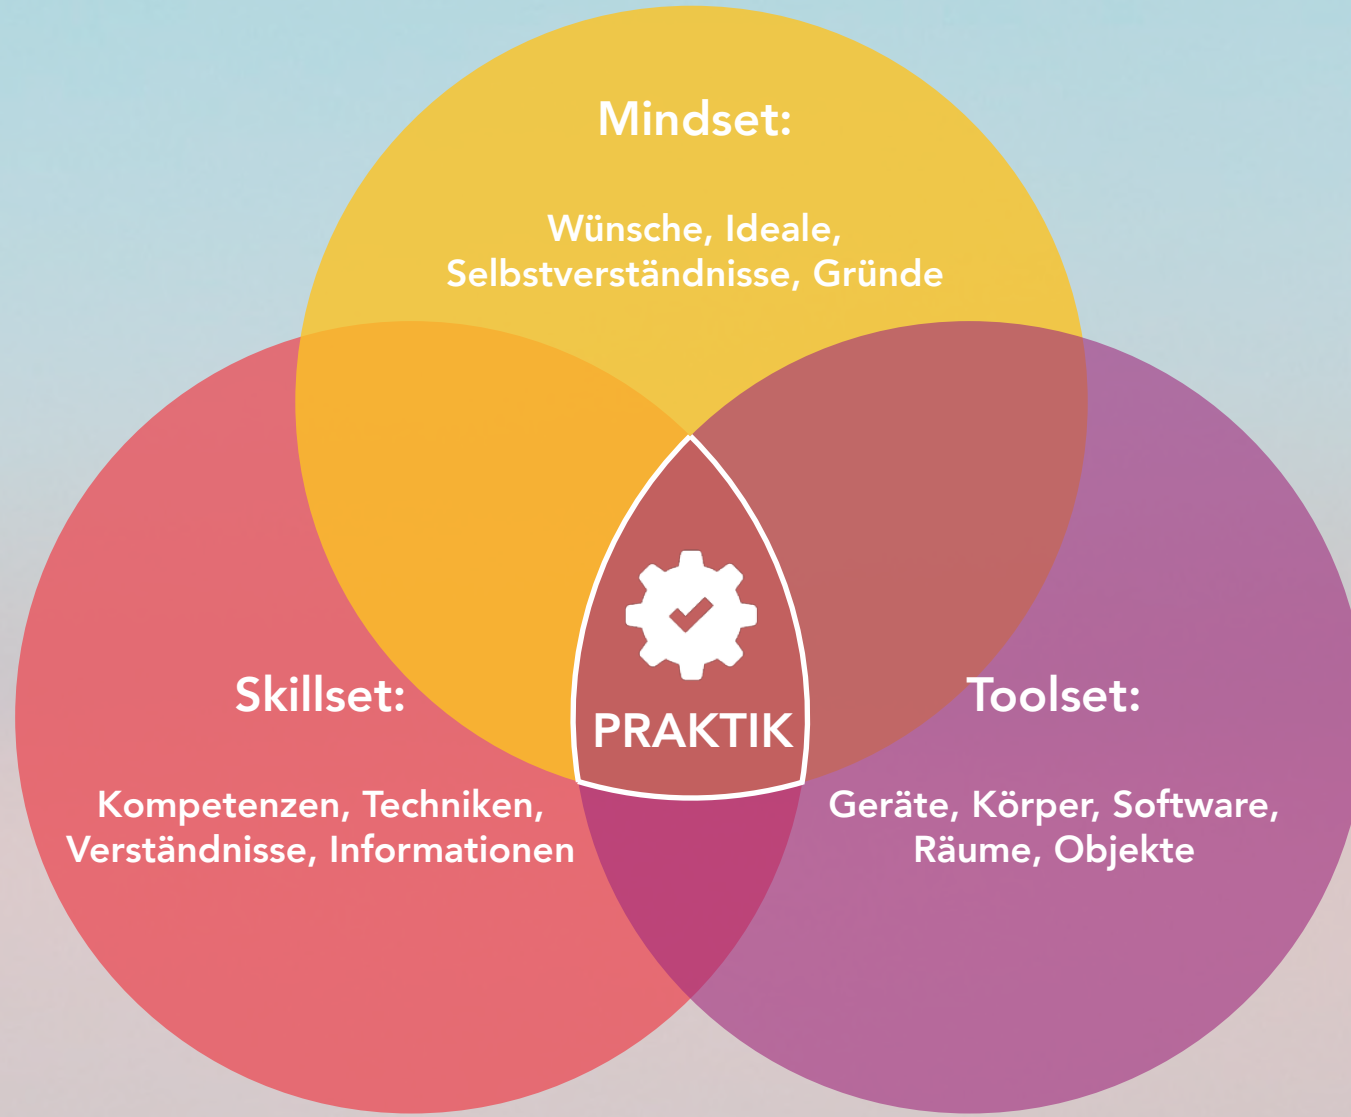 Mindset:
Wünsche, Ideale,
Selbstverständnisse, Gründe
Skillset:
Kompetenzen, Techniken,
Verständnisse, Informationen
PRAKTIK
Toolset:
Geräte, Körper, Software,
Räume, Objekte